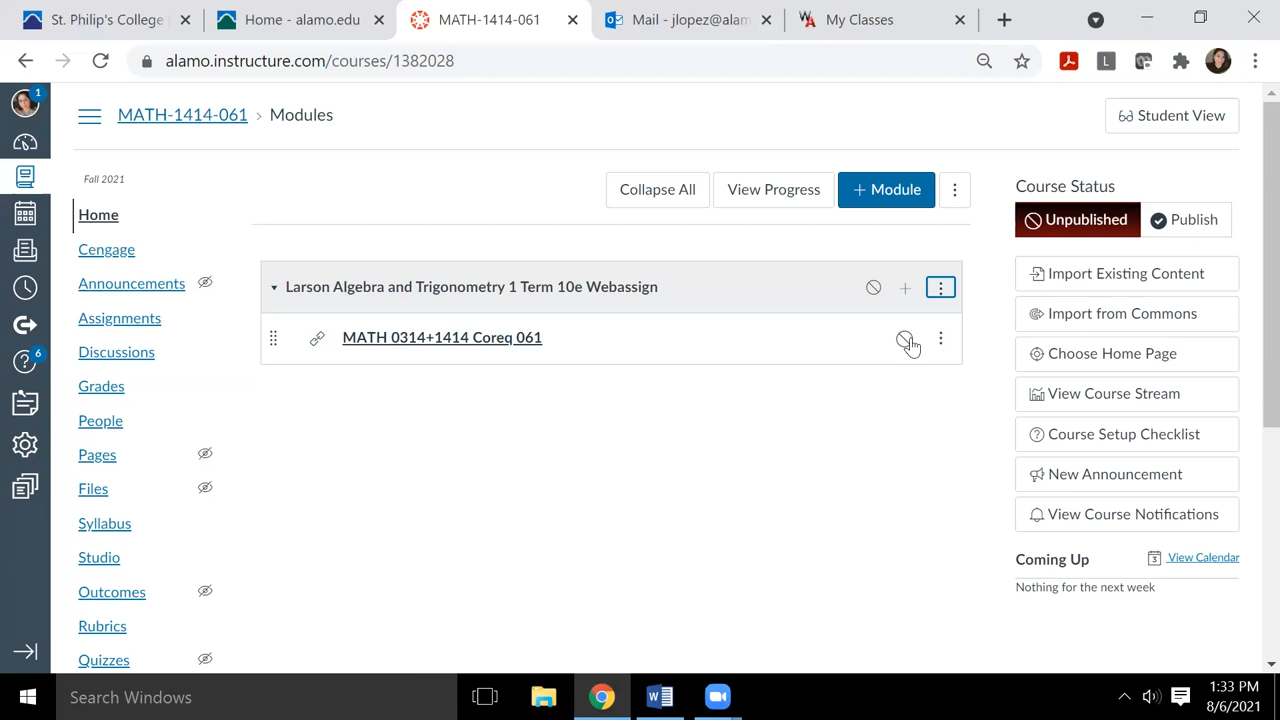 St. Philip's College
Home - alamo.edu
MATH-1414-061
Mail - jlopez@alam
My Classes
alamo.instructure.com/courses/1382028
L
1
MATH-1414-061 > Modules
Student View
Fall 2021
Collapse All
View Progress
+ Module
Course Status
Unpublished
Publish
Home
Cengage
Announcements
Assignments
Discussions
Grades
People
Pages
Files
Syllabus
Studio
Outcomes
Rubrics
Quizzes
6
Larson Algebra and Trigonometry 1 Term 10e Webassign
MATH 0314+1414 Coreq 061
Import Existing Content
Import from Commons
Choose Home Page
View Course Stream
Course Setup Checklist
New Announcement
View Course Notifications
Coming Up
3
View Calendar
Nothing for the next week
Search Windows
1:33 PM
8/6/2021